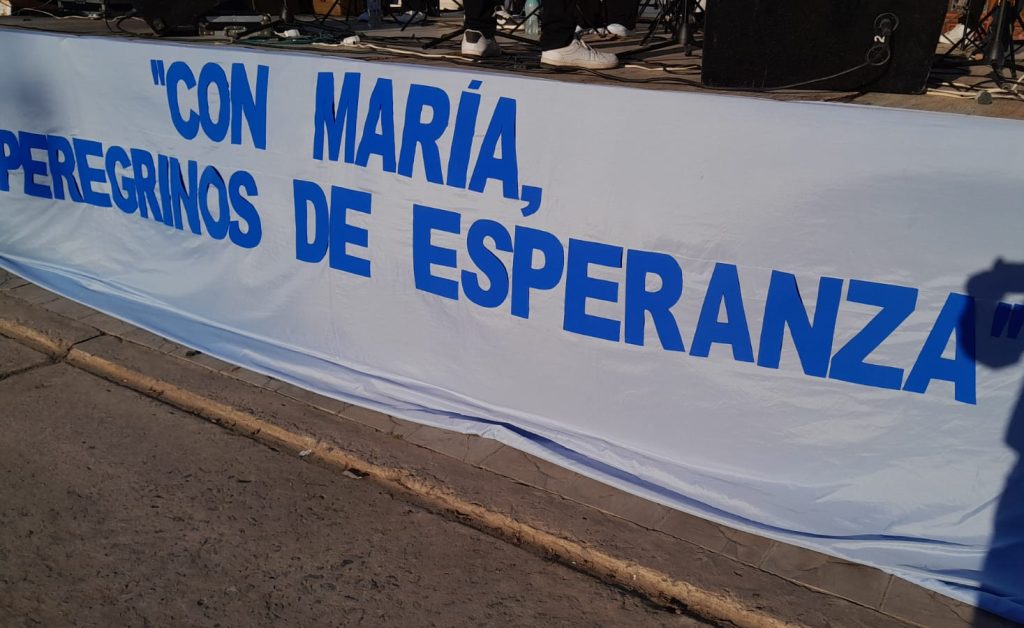 "CON MARÍA,
PEREGRINOS DE ESPERANZA"